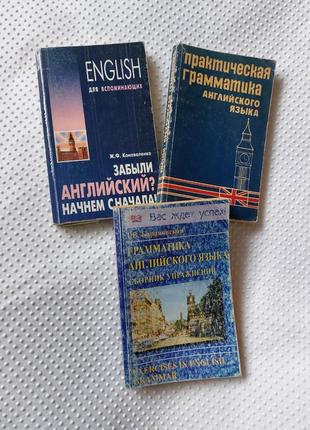 ENGLISH
ДЛЯ ВСПОМИНАЮЩИХ
Ж.Ф. Коноваленко
ЗАБЫЛИ
АНГЛИЙСКИЙ?
НАЧНЕМ СНАЧАЛА!
практическая
грамматика
АНГЛИЙСКОГО
ЯЗЫКА
Вас ждет успех!
ГРАММАТИКА
АНГЛИЙСКОГО ЯЗЫКА
СБОРНИК УПРАЖНЕНИЙ
EXERCISES IN ENGLISH
GRAMMAR